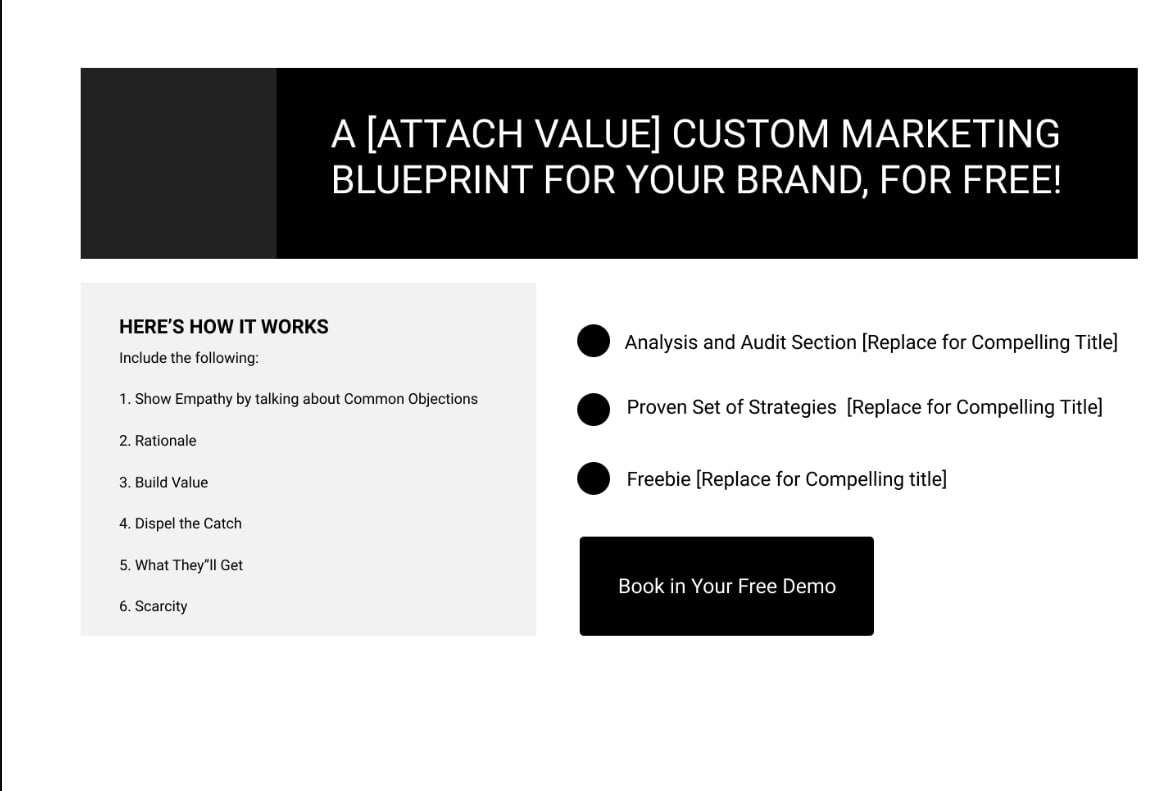 A [ATTACH VALUE] CUSTOM MARKETING
BLUEPRINT FOR YOUR BRAND, FOR FREE!
HERE’S HOW IT WORKS
Include the following:
1. Show Empathy by talking about Common Objections
2. Rationale
3. Build Value
4. Dispel the Catch
5. What They”ll Get
6. Scarcity
Analysis and Audit Section [Replace for Compelling Title]
Proven Set of Strategies  [Replace for Compelling Title]
Freebie [Replace for Compelling title]
Book in Your Free Demo